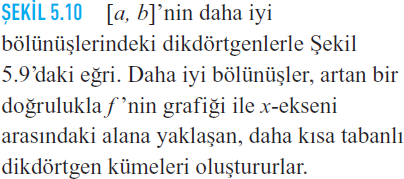 ŞEKİL 5.10 [a, b]’nin daha iyi
bölünüşlerindeki dikdörtgenlerle Şekil
5.9’daki eğri. Daha iyi bölünüşler, artan bir
doğrulukla f ’nin grafiği ile x-ekseni
arasındaki alana yaklaşan, daha kısa tabanlı
dikdörtgen kümeleri oluştururlar.